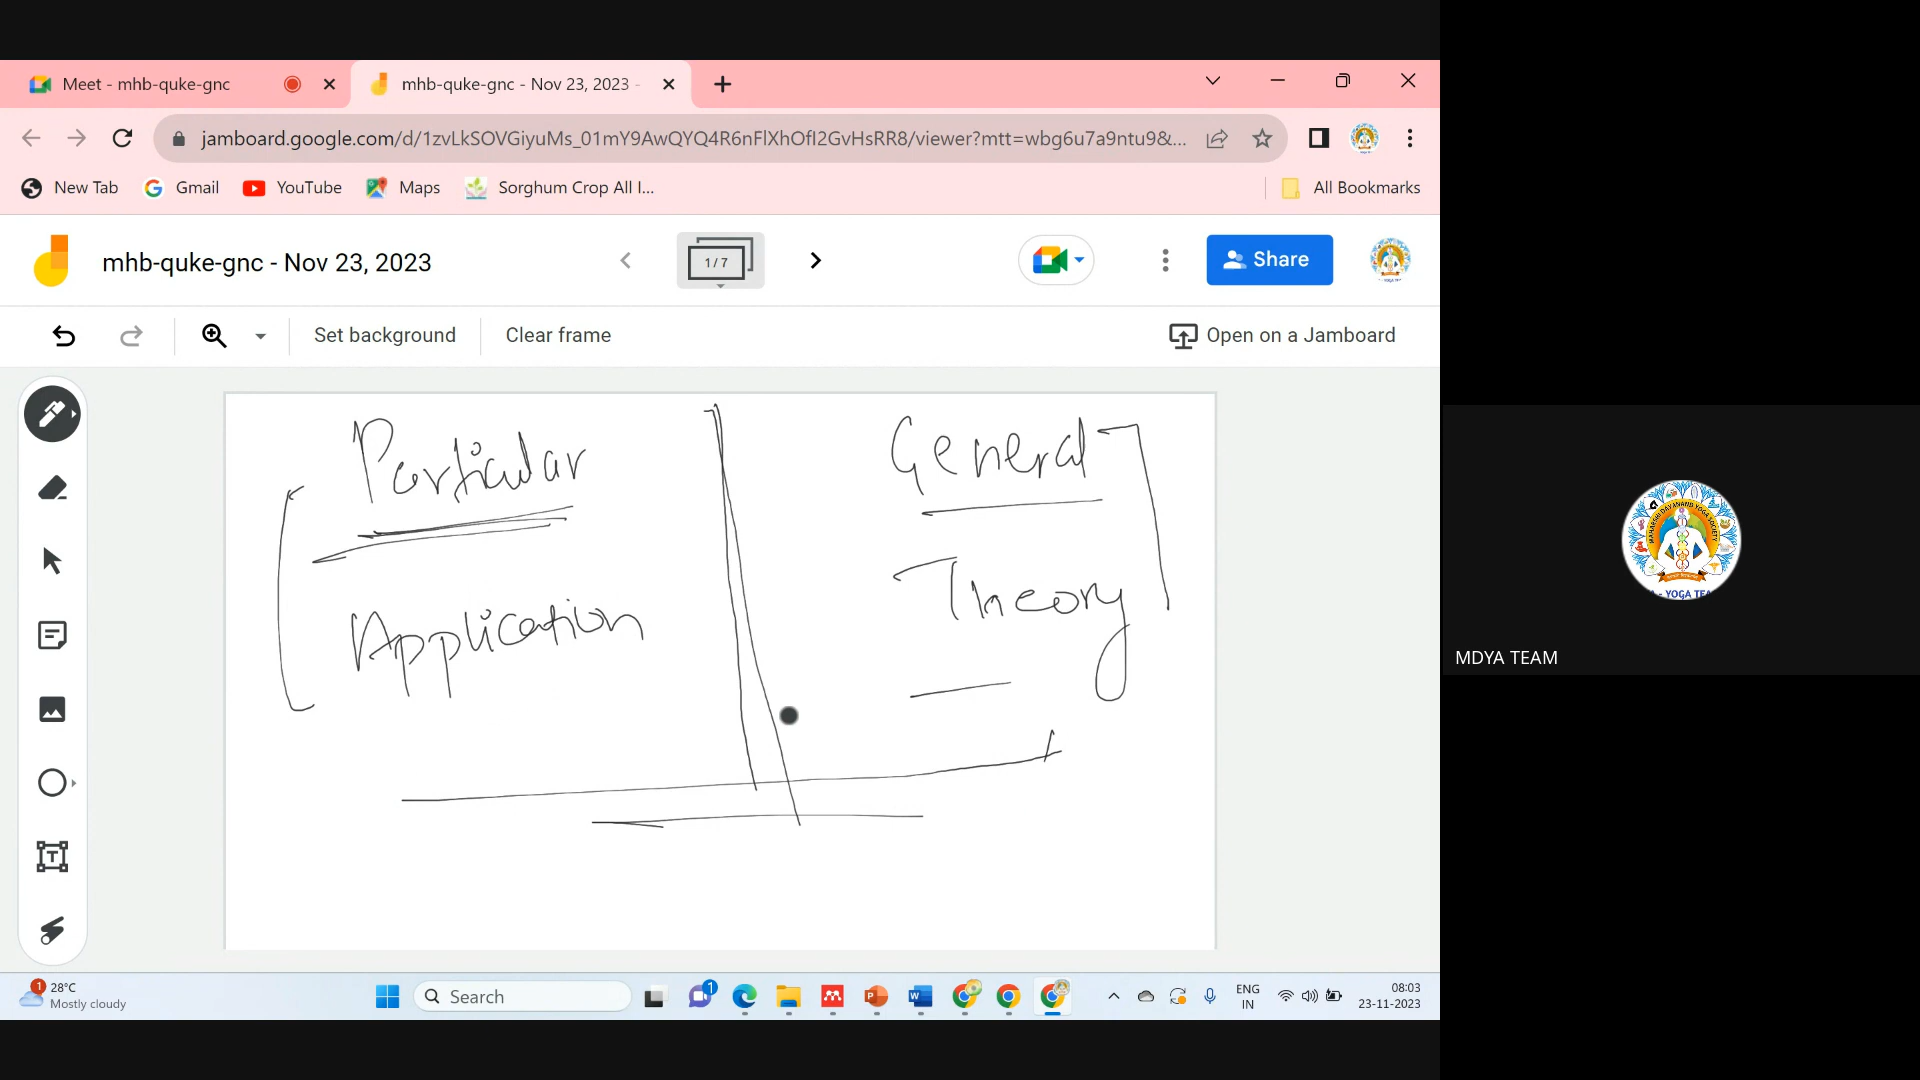 Meet - mhb-quke-gnc
mhb-quke-gnc - Nov 23, 2023 -
jamboard.google.com/d/1zvLkSOVGiyuMs_01mY9AwQYQ4R6nFlXhOfI2GvHsRR8/viewer?mtt=wbg6u7a9ntu9&...
New Tab Gmail YouTube Maps Sorghum Crop All I... All Bookmarks
mhb-quke-gnc - Nov 23, 2023 1/7 Share
Set background Clear frame Open on a Jamboard
Particular General
Application Theory
MDYA TEAM
1 28°C
Mostly cloudy
Search
1
ENG
IN
08:03
23-11-2023